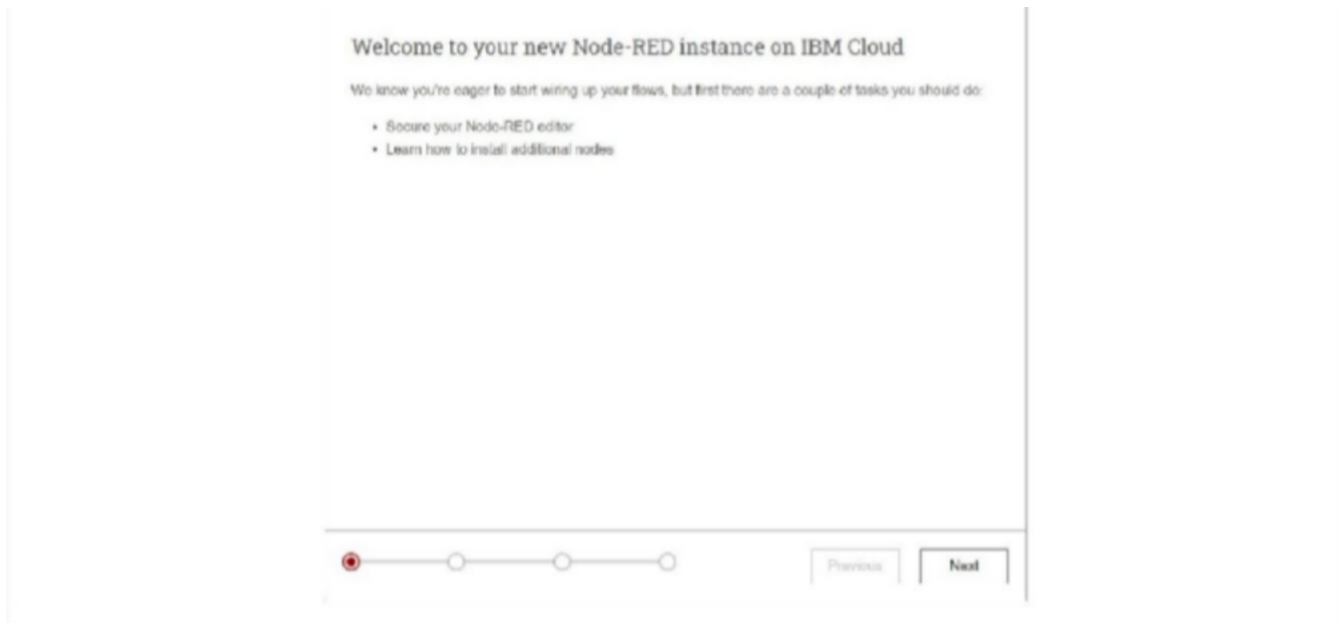 Welcome to your new Node-RED instance on IBM Cloud
We know you're eager to start wiring up your flows, but first there are a couple of tasks you should do:
• Secure your Node-RED editor
• Learn how to install additional nodes
Previous Next